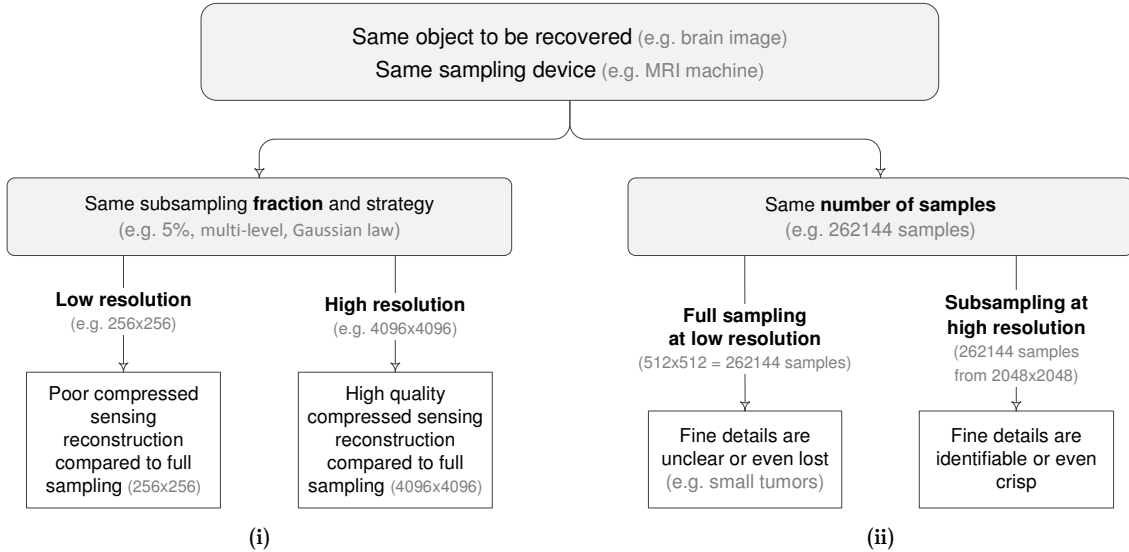 Same object to be recovered (e.g. brain image)
Same sampling device (e.g. MRI machine)
Same subsampling fraction and strategy
(e.g. 5%, multi-level, Gaussian law)
Low resolution
(e.g. 256x256)
Poor compressed
sensing
reconstruction
compared to full
sampling (256x256)
High resolution
(e.g. 4096x4096)
High quality
compressed sensing
reconstruction
compared to full
sampling (4096x4096)
(i)
Same number of samples
(e.g. 262144 samples)
Full sampling
at low resolution
(512x512 = 262144 samples)
Fine details are
unclear or even lost
(e.g. small tumors)
Subsampling at
high resolution
(262144 samples
from 2048x2048)
Fine details are
identifiable or even
crisp
(ii)